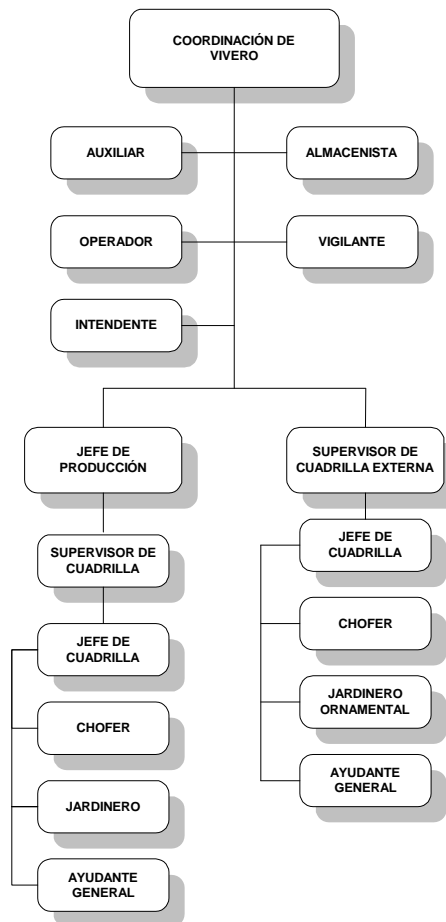 COORDINACIÓN DE
VIVERO
AUXILIAR
ALMACENISTA
OPERADOR
VIGILANTE
INTENDENTE
JEFE DE
PRODUCCIÓN
SUPERVISOR DE
CUADRILLA
JEFE DE
CUADRILLA
CHOFER
JARDINERO
AYUDANTE
GENERAL
SUPERVISOR DE
CUADRILLA EXTERNA
JEFE DE
CUADRILLA
CHOFER
JARDINERO
ORNAMENTAL
AYUDANTE
GENERAL